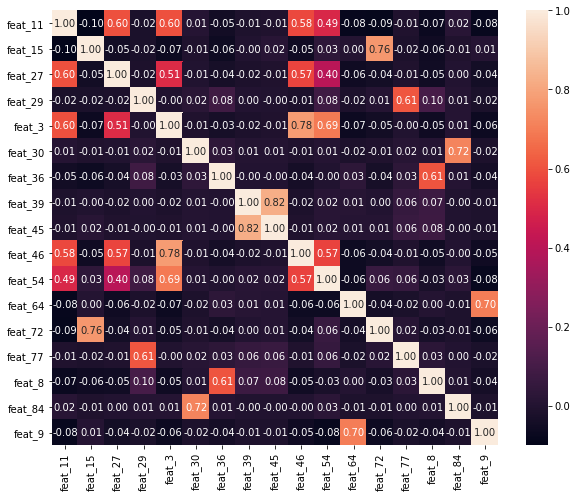 feat_11 1.00 -0.10 0.60 -0.02 0.60 0.01 -0.05 -0.01 -0.01 0.58 0.49 -0.08 -0.09 -0.01 -0.07 0.02 -0.08
feat_15 -0.10 1.00 -0.05 -0.02 -0.07 -0.01 -0.06 -0.00 0.02 -0.05 0.03 0.00 0.76 -0.02 -0.06 -0.01 0.01
feat_27 0.60 -0.05 1.00 -0.02 0.51 -0.01 -0.04 -0.02 -0.01 0.57 0.40 -0.06 -0.04 -0.01 -0.05 0.00 -0.04
feat_29 -0.02 -0.02 -0.02 1.00 -0.00 0.02 0.08 0.00 -0.00 -0.01 0.08 -0.02 0.01 0.61 0.10 0.01 -0.02
feat_3 0.60 -0.07 0.51 -0.00 1.00 -0.01 -0.03 -0.02 -0.01 0.78 0.69 -0.07 -0.05 -0.00 -0.05 0.01 -0.06
feat_30 0.01 -0.01 -0.01 0.02 -0.01 1.00 0.03 0.01 0.01 -0.01 0.01 -0.02 -0.01 0.02 0.01 0.72 -0.02
feat_36 -0.05 -0.06 -0.04 0.08 -0.03 0.03 1.00 -0.00 -0.00 -0.04 -0.00 0.03 -0.04 0.03 0.61 0.01 -0.04
feat_39 -0.01 -0.00 -0.02 0.00 -0.02 0.01 -0.00 1.00 0.82 -0.02 0.02 0.01 0.00 0.06 0.07 -0.00 -0.01
feat_45 -0.01 0.02 -0.01 -0.00 -0.01 0.01 -0.00 0.82 1.00 -0.01 0.02 0.01 0.01 0.06 0.08 -0.00 0.01
feat_46 0.58 -0.05 0.57 -0.01 0.78 -0.01 -0.04 -0.02 -0.01 1.00 0.57 -0.06 -0.04 -0.01 -0.05 -0.00 -0.05
feat_54 0.49 0.03 0.40 0.08 0.69 0.01 -0.00 0.02 0.02 0.57 1.00 -0.06 0.06 0.06 -0.03 0.03 -0.08
feat_64 -0.08 0.00 -0.06 -0.02 -0.07 -0.02 0.03 0.01 0.01 -0.06 -0.06 1.00 -0.04 -0.02 0.00 -0.01 0.70
feat_72 -0.09 0.76 -0.04 0.01 -0.05 -0.01 -0.04 0.00 0.01 -0.04 0.06 -0.04 1.00 0.02 -0.03 -0.01 -0.06
feat_77 -0.01 -0.02 -0.01 0.61 -0.00 0.02 0.03 0.06 0.06 -0.01 0.06 -0.02 0.02 1.00 0.03 0.00 -0.02
feat_8 -0.07 -0.06 -0.05 0.10 -0.05 0.01 0.61 0.07 0.08 -0.05 -0.03 0.00 -0.03 0.03 1.00 0.01 -0.04
feat_84 0.02 -0.01 0.00 0.01 0.01 0.72 0.01 -0.00 -0.00 -0.00 0.03 -0.01 -0.01 0.00 0.01 1.00 -0.01
feat_9 -0.08 0.01 -0.04 -0.02 -0.06 -0.02 -0.04 -0.01 0.01 -0.05 -0.08 0.70 -0.06 -0.02 -0.04 -0.01 1.00
feat_11 feat_15 feat_27 feat_29 feat_3 feat_30 feat_36 feat_39 feat_45 feat_46 feat_54 feat_64 feat_72 feat_77 feat_8 feat_84 feat_9
1.0
0.8
0.6
0.4
0.2
0.0